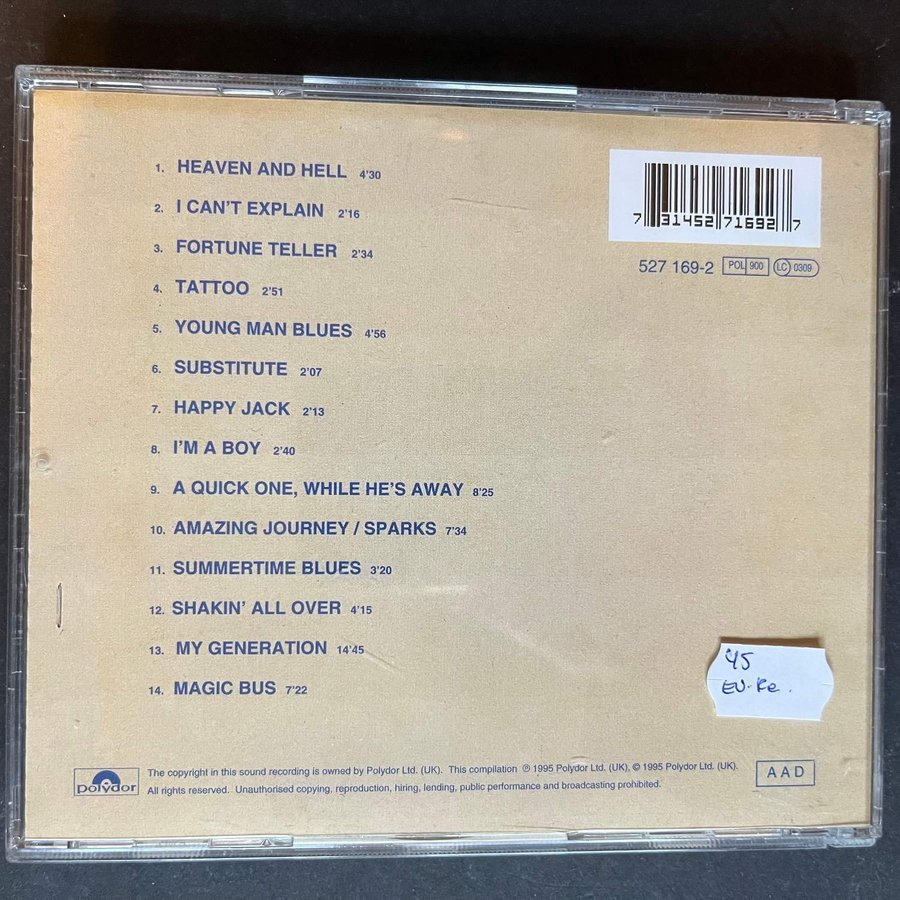 1. HEAVEN AND HELL 4'30
2. I CAN'T EXPLAIN 2'16
3. FORTUNE TELLER 2'34
4. TATTOO 2'51
5. YOUNG MAN BLUES 4'56
6. SUBSTITUTE 2'07
7. HAPPY JACK 2'13
8. I'M A BOY 2'40
9. A QUICK ONE, WHILE HE'S AWAY 8'25
10. AMAZING JOURNEY / SPARKS 7'34
11. SUMMERTIME BLUES 3'20
12. SHAKIN' ALL OVER 4'15
13. MY GENERATION 14'45
14. MAGIC BUS 7'22
7 31452 71692 7
527 169-2 POL 900 LC 0309
45
EU-Re.
Polydor
The copyright in this sound recording is owned by Polydor Ltd. (UK). This compilation ℗ 1995 Polydor Ltd. (UK), © 1995 Polydor Ltd. (UK).
All rights reserved. Unauthorised copying, reproduction, hiring, lending, public performance and broadcasting prohibited.
AAD